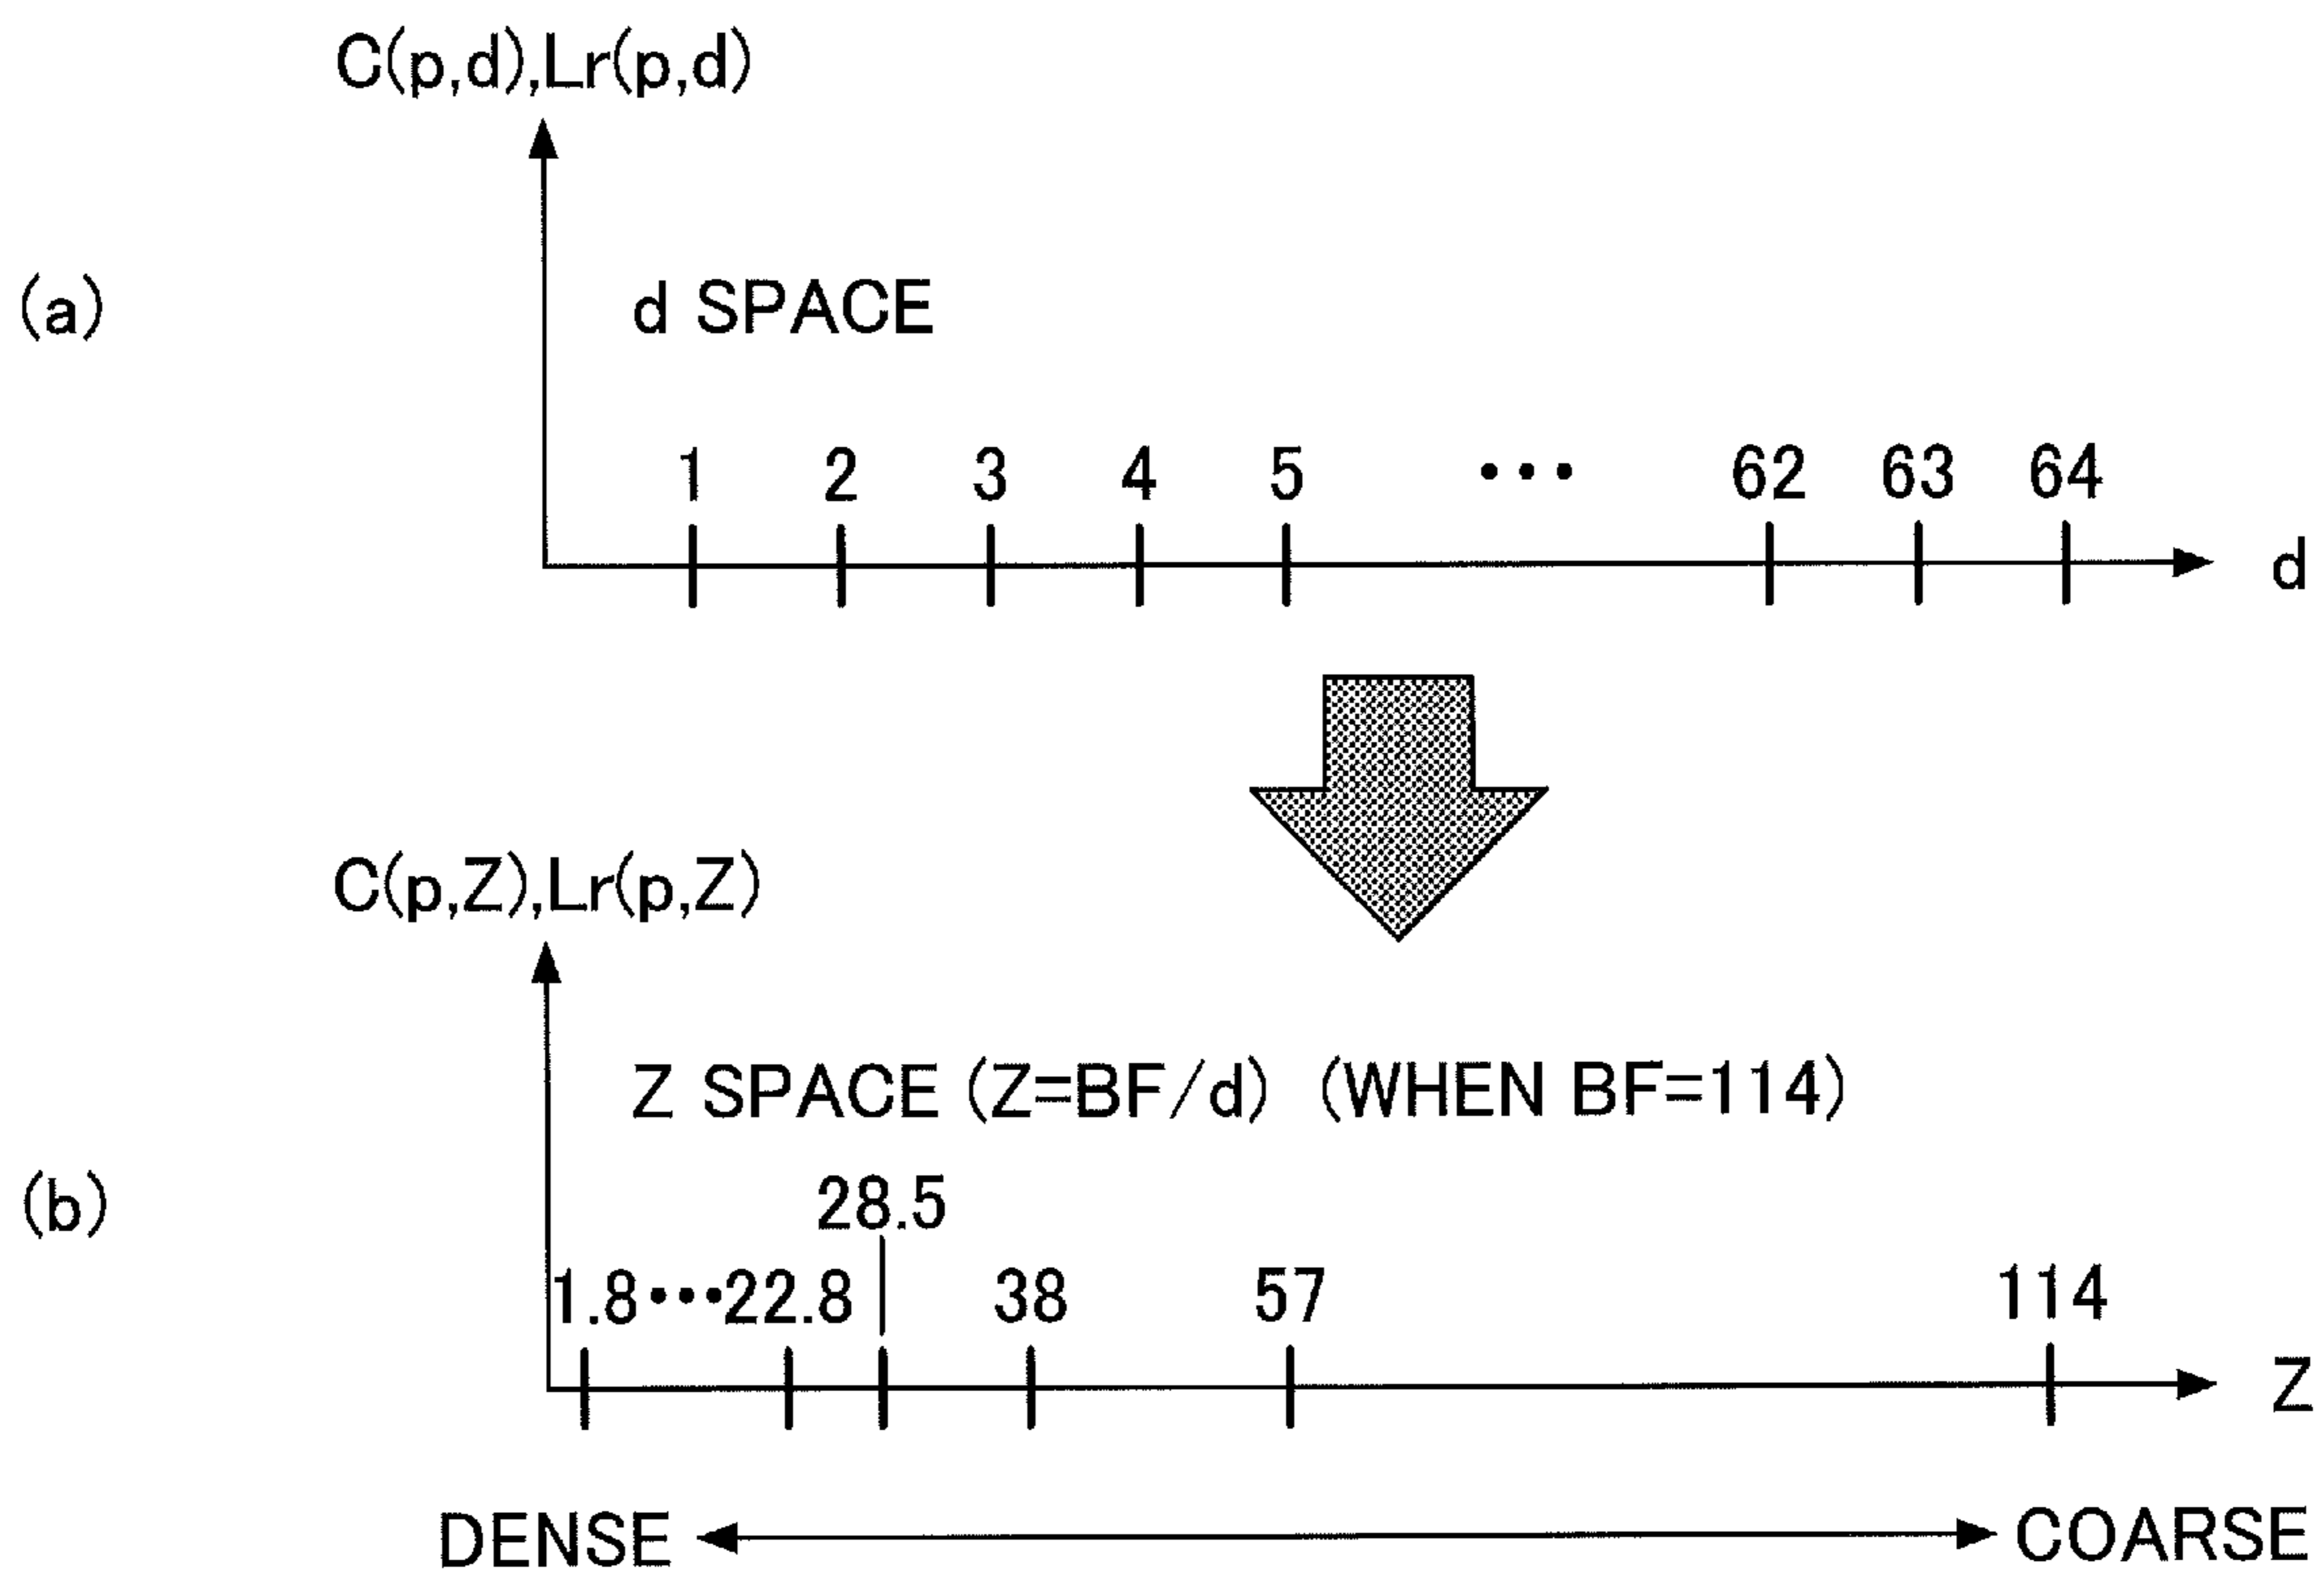 C(p,d),Lr(p,d)
(a)
d SPACE
1 2 3 4 5 ••• 62 63 64
d
C(p,Z),Lr(p,Z)
Z SPACE (Z=BF/d) (WHEN BF=114)
(b)
28.5
1.8•••22.8 38 57 114
Z
DENSE COARSE